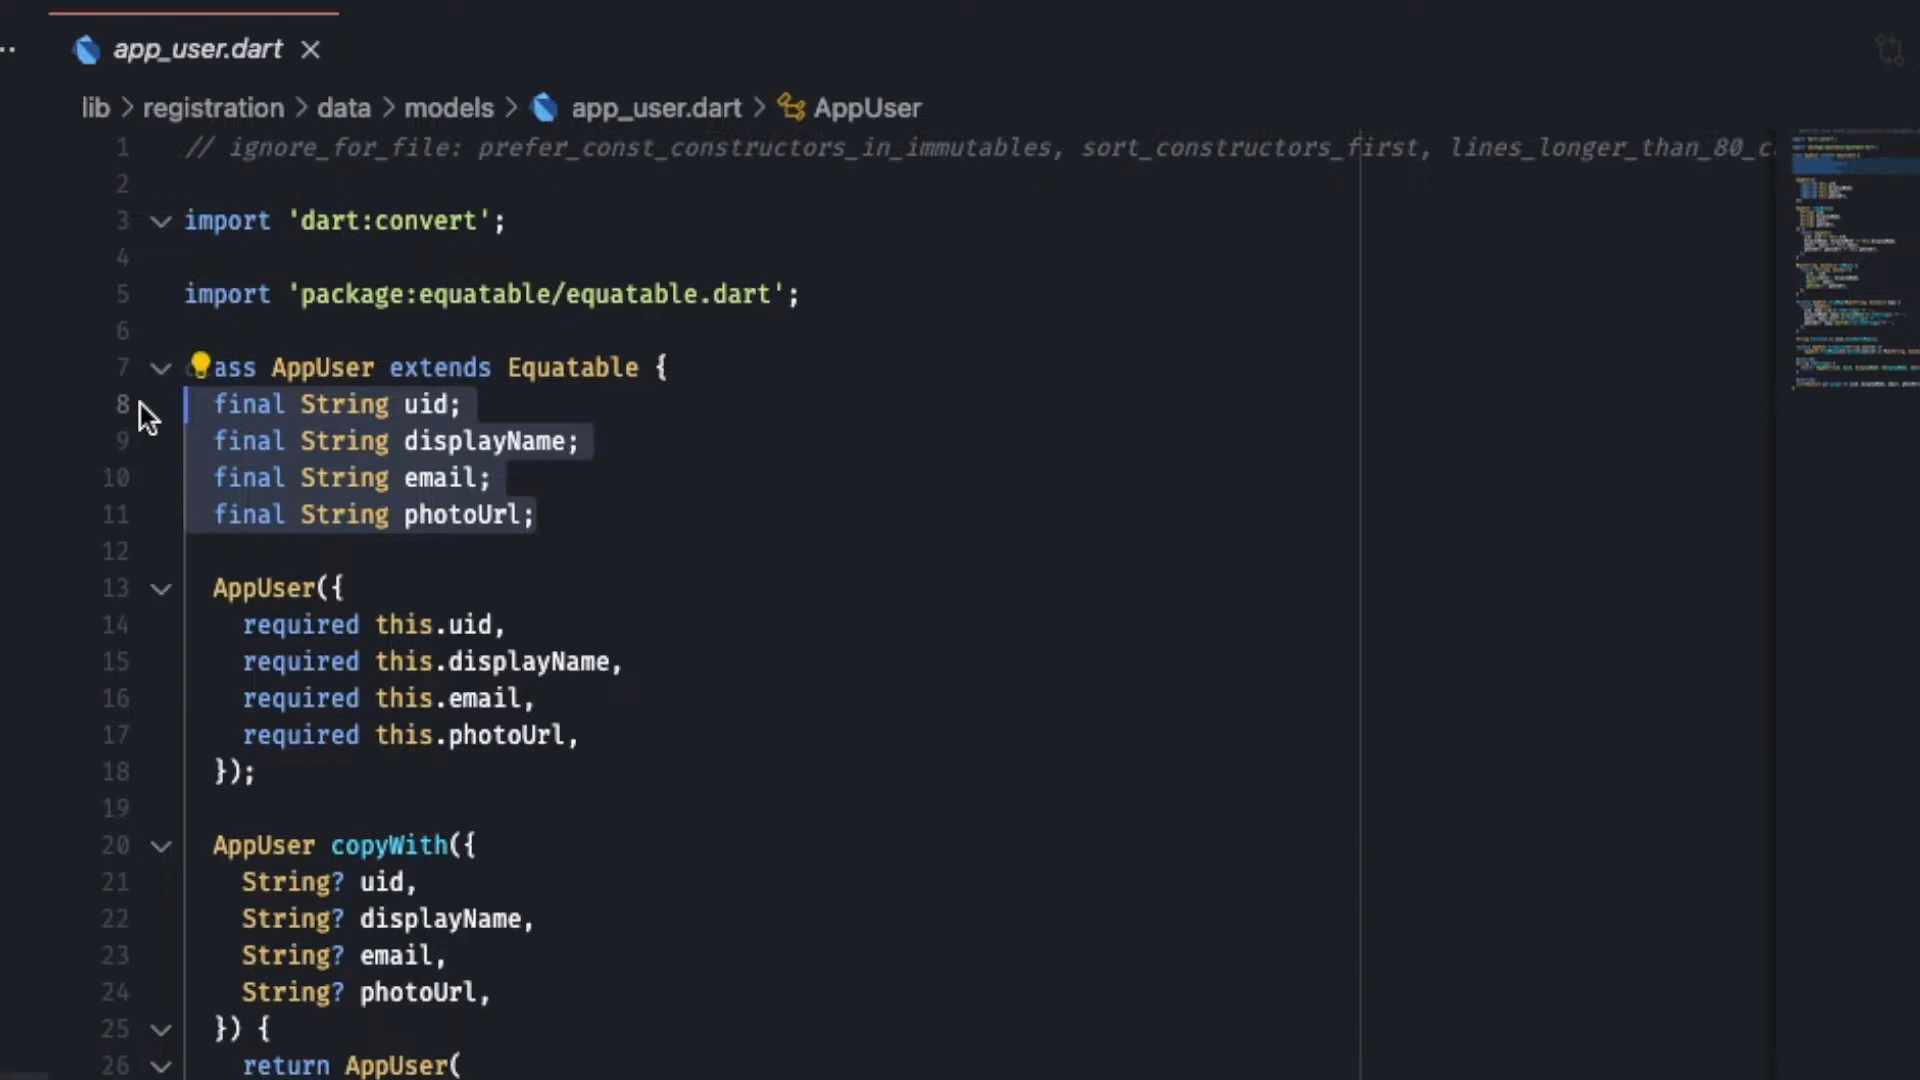 app_user.dart
lib > registration > data > models > app_user.dart > AppUser
1 // ignore_for_file: prefer_const_constructors_in_immutables, sort_constructors_first, lines_longer_than_80_c
2
3 import 'dart:convert';
4
5 import 'package:equatable/equatable.dart';
6
7 ass AppUser extends Equatable {
8 final String uid;
9 final String displayName;
10 final String email;
11 final String photoUrl;
12
13 AppUser({
14 required this.uid,
15 required this.displayName,
16 required this.email,
17 required this.photoUrl,
18 });
19
20 AppUser copyWith({
21 String? uid,
22 String? displayName,
23 String? email,
24 String? photoUrl,
25 }) {
26 return AppUser(